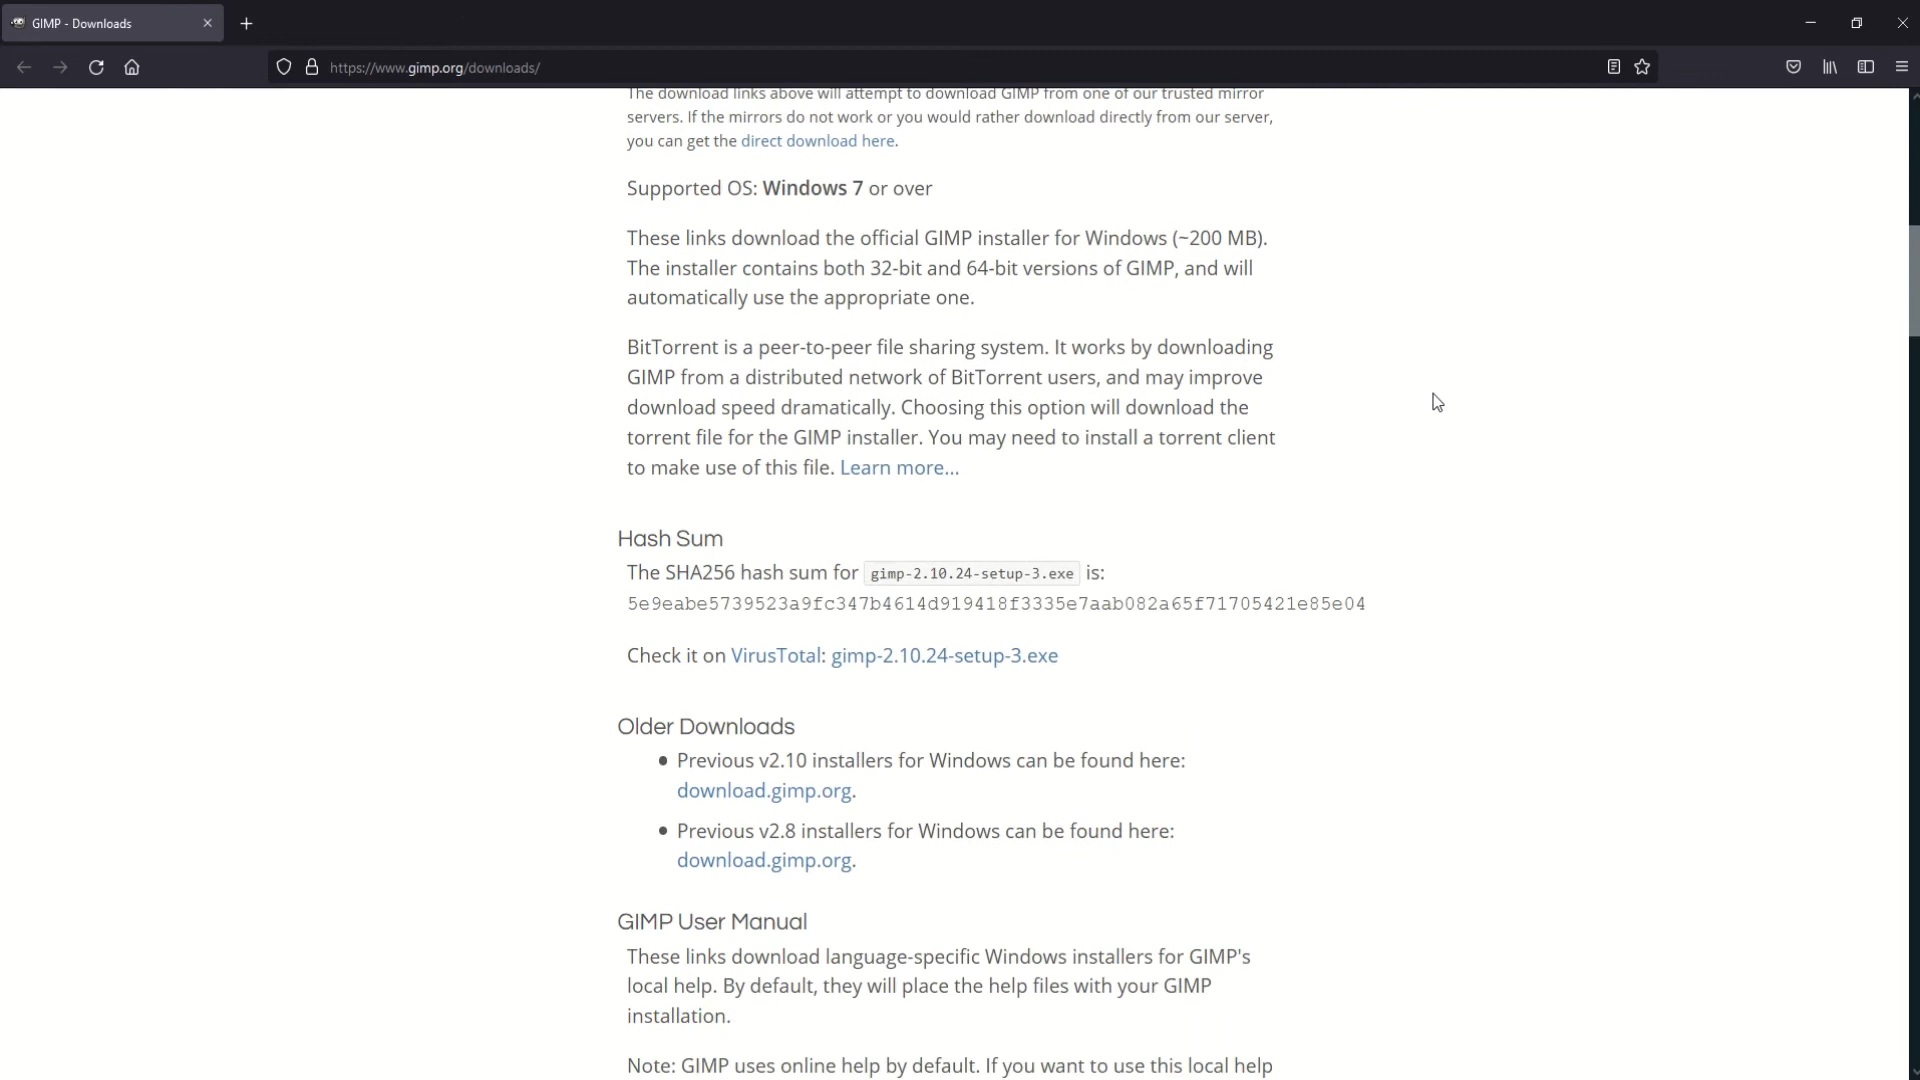 GIMP - Downloads
https://www.gimp.org/downloads/
The download links above will attempt to download GIMP from one of our trusted mirror
servers. If the mirrors do not work or you would rather download directly from our server,
you can get the direct download here.
Supported OS: Windows 7 or over
These links download the official GIMP installer for Windows (~200 MB).
The installer contains both 32-bit and 64-bit versions of GIMP, and will
automatically use the appropriate one.
BitTorrent is a peer-to-peer file sharing system. It works by downloading
GIMP from a distributed network of BitTorrent users, and may improve
download speed dramatically. Choosing this option will download the
torrent file for the GIMP installer. You may need to install a torrent client
to make use of this file. Learn more...
Hash Sum
The SHA256 hash sum for gimp-2.10.24-setup-3.exe is:
5e9eabe5739523a9fc347b4614d919418f3335e7aab082a65f71705421e85e04
Check it on VirusTotal: gimp-2.10.24-setup-3.exe
Older Downloads
● Previous v2.10 installers for Windows can be found here:
download.gimp.org.
● Previous v2.8 installers for Windows can be found here:
download.gimp.org.
GIMP User Manual
These links download language-specific Windows installers for GIMP's
local help. By default, they will place the help files with your GIMP
installation.
Note: GIMP uses online help by default. If you want to use this local help